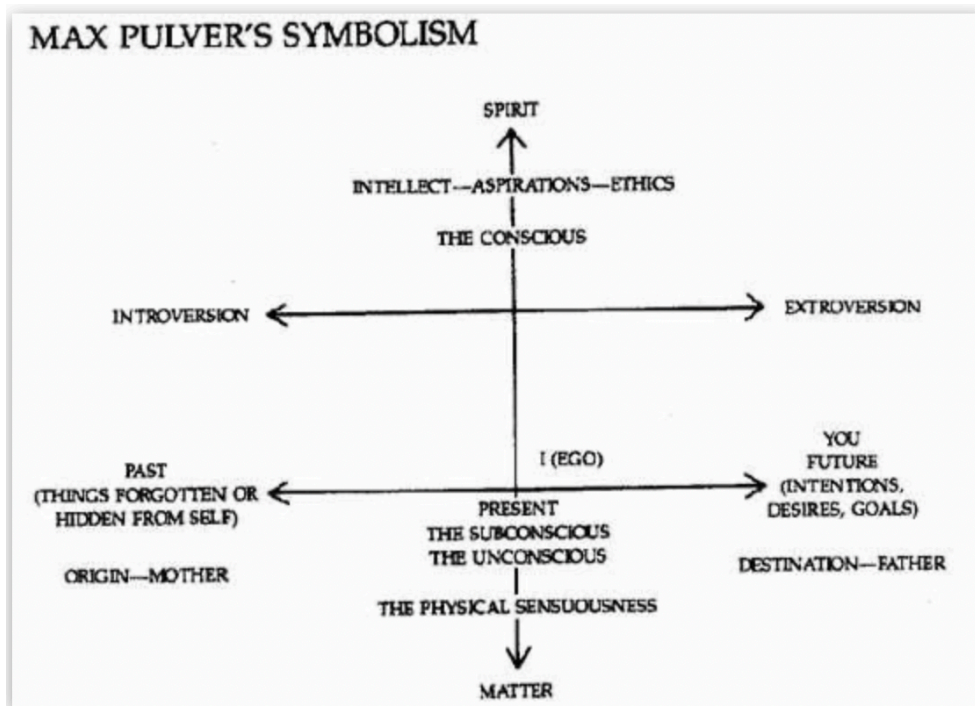 MAX PULVER'S SYMBOLISM
SPIRIT
INTELLECT—ASPIRATIONS—ETHICS
THE CONSCIOUS
INTROVERSION
EXTROVERSION
I (EGO)
YOU
FUTURE
(INTENTIONS,
DESIRES, GOALS)
PAST
(THINGS FORGOTTEN OR
HIDDEN FROM SELF)
PRESENT
THE SUBCONSCIOUS
THE UNCONSCIOUS
ORIGIN—MOTHER
DESTINATION—FATHER
THE PHYSICAL SENSUOUSNESS
MATTER